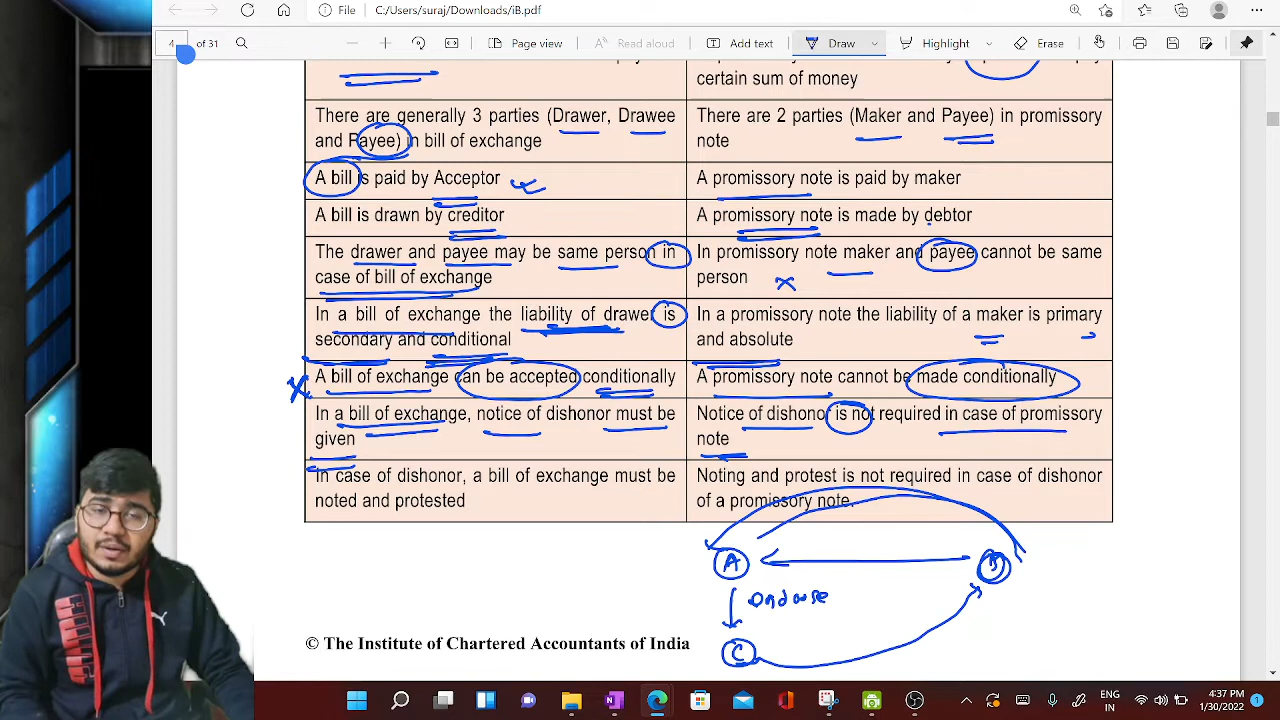 File
C:/Users/suraj/Downloads/iB.pdf
4 of 31
Page view
Read aloud
Add text
Draw
Highlight
Erase
certain sum of money
There are generally 3 parties (Drawer, Drawee
and Payee) in bill of exchange
There are 2 parties (Maker and Payee) in promissory
note
A bill is paid by Acceptor
A promissory note is paid by maker
A bill is drawn by creditor
A promissory note is made by debtor
The drawer and payee may be same person in
case of bill of exchange
In promissory note maker and payee cannot be same
person
In a bill of exchange the liability of drawer is
secondary and conditional
In a promissory note the liability of a maker is primary
and absolute
A bill of exchange can be accepted conditionally
A promissory note cannot be made conditionally
In a bill of exchange, notice of dishonor must be
given
Notice of dishonor is not required in case of promissory
note
In case of dishonor, a bill of exchange must be
noted and protested
Noting and protest is not required in case of dishonor
of a promissory note.
A
B
C
© The Institute of Chartered Accountants of India
ENG
IN
4:37 PM
1/30/2022
1